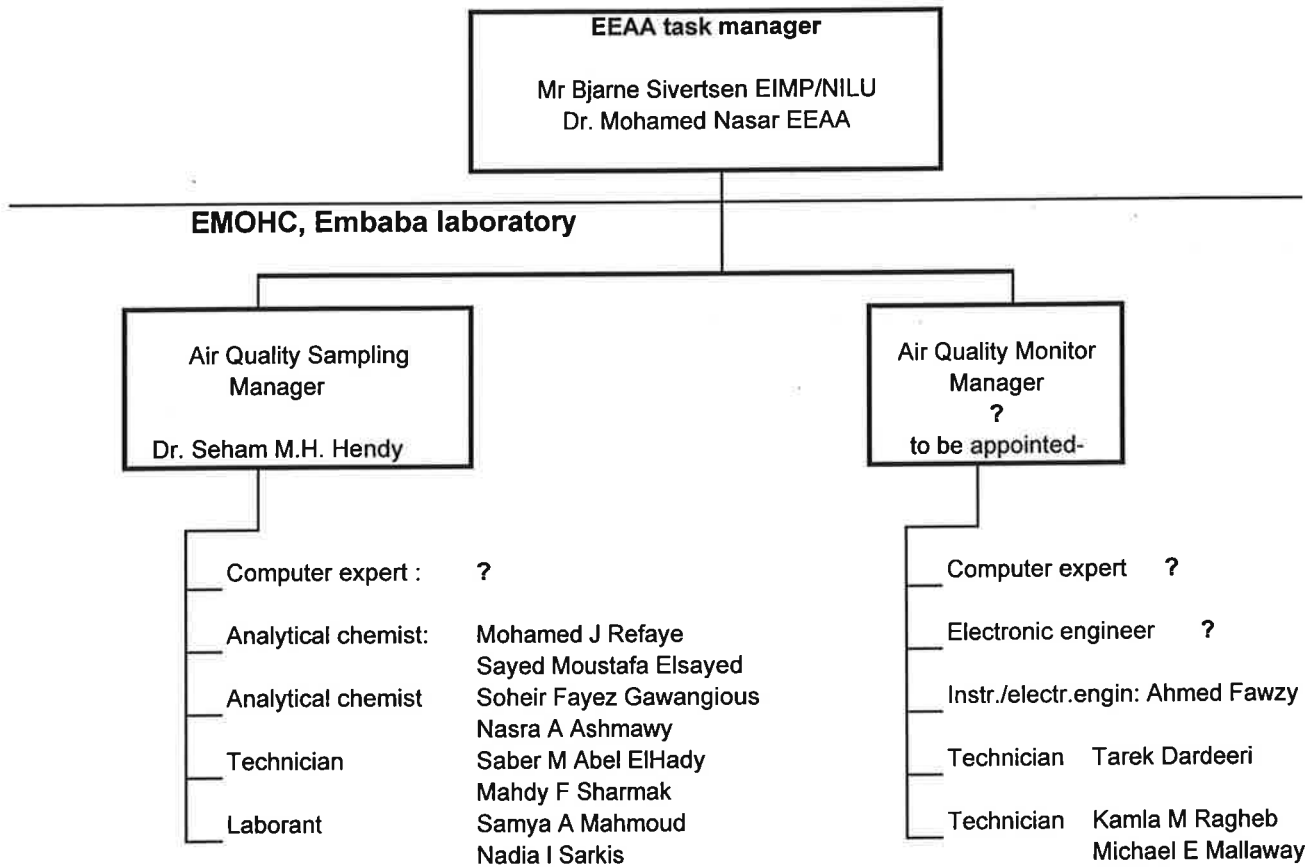 EEAA task manager
Mr Bjarne Sivertsen EIMP/NILU
Dr. Mohamed Nasar EEAA
EMOHC, Embaba laboratory
Air Quality Sampling
Manager
Dr. Seham M.H. Hendy
Air Quality Monitor
Manager
?
to be appointed-
Computer expert : ?
Analytical chemist: Mohamed J Refaye
Sayed Moustafa Elsayed
Analytical chemist Soheir Fayez Gawangious
Nasra A Ashmawy
Technician Saber M Abel ElHady
Mahdy F Sharmak
Laborant Samya A Mahmoud
Nadia I Sarkis
Computer expert ?
Electronic engineer ?
Instr./electr.engin: Ahmed Fawzy
Technician Tarek Dardeeri
Technician Kamla M Ragheb
Michael E Mallaway